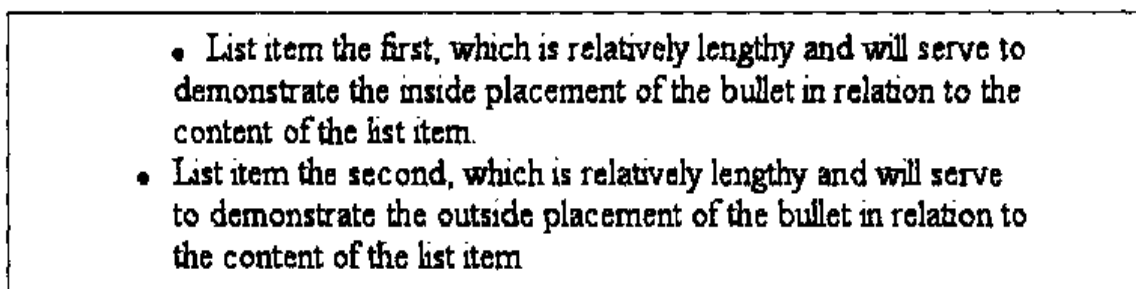 • List item the first, which is relatively lengthy and will serve to
demonstrate the inside placement of the bullet in relation to the
content of the list item.
• List item the second, which is relatively lengthy and will serve
to demonstrate the outside placement of the bullet in relation to
the content of the list item